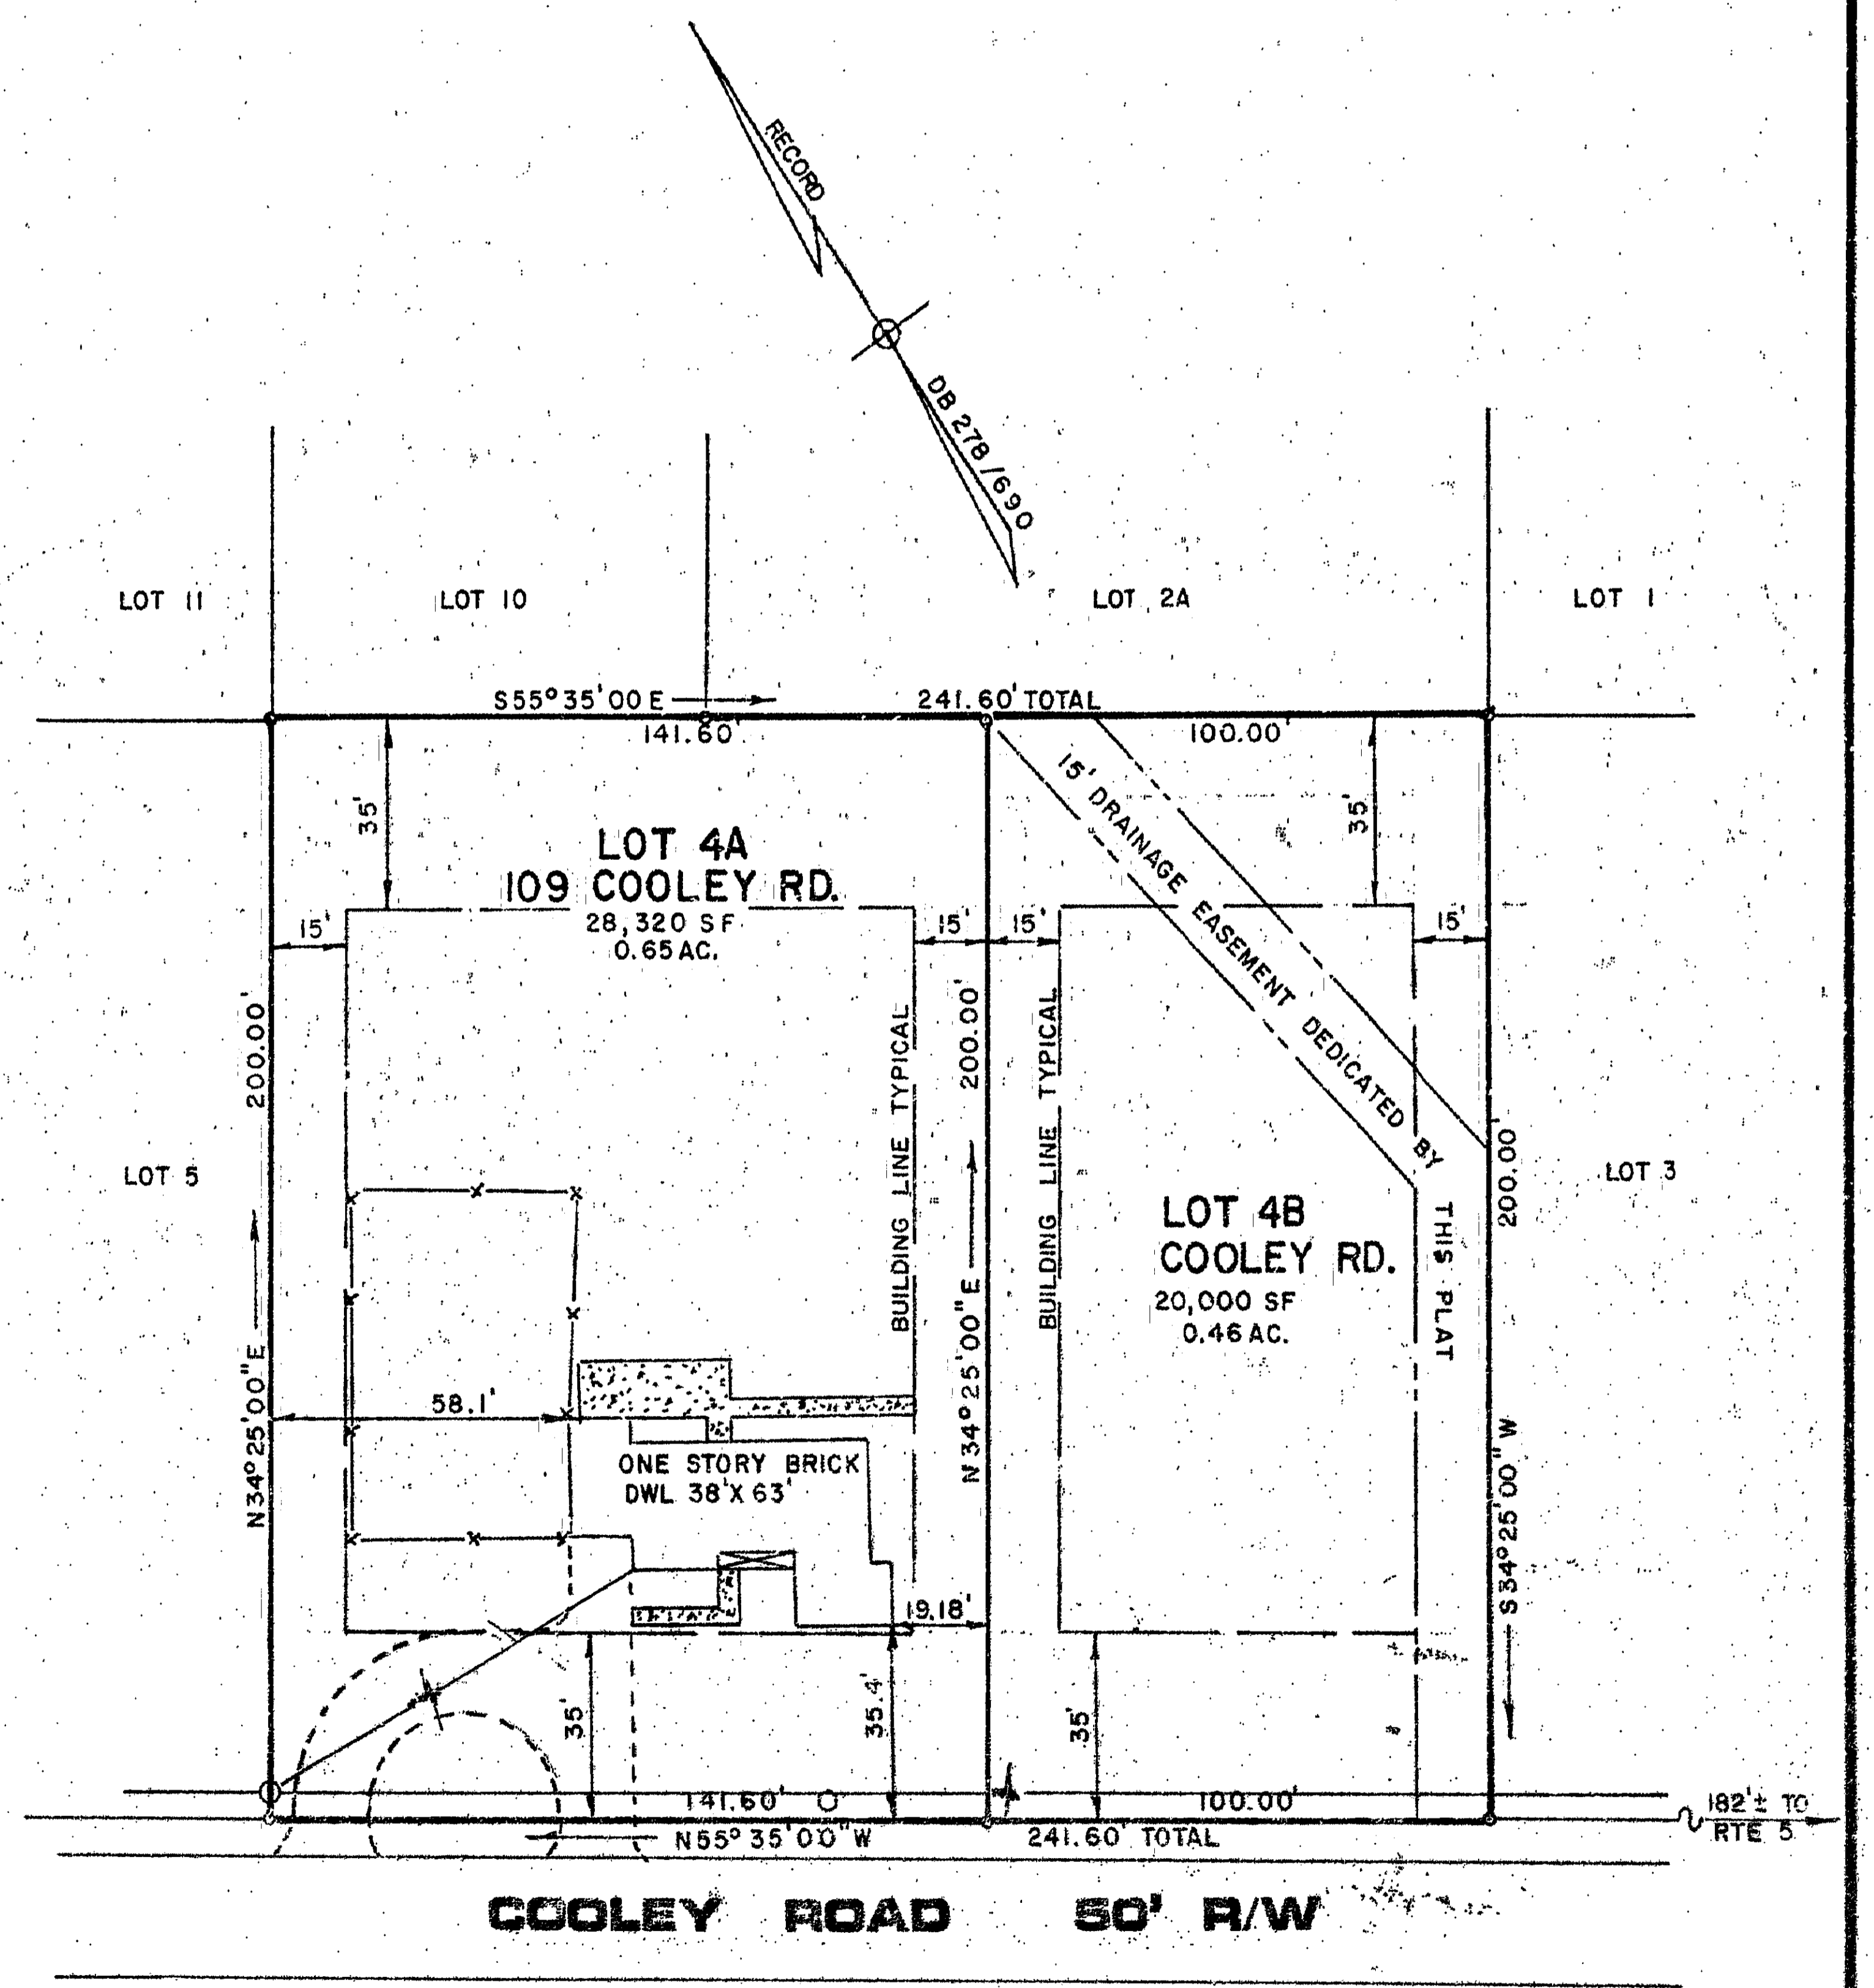 RECORD
DB 278/690
LOT 11
LOT 10
LOT 2A
LOT 1
S55°35'00 E
241.60' TOTAL
141.60'
100.00'
35'
LOT 4A
109 COOLEY RD.
28,320 SF
0.65 AC.
15'
15'
15'
15'
35'
15' DRAINAGE EASEMENT DEDICATED BY THIS PLAT
200.00'
N34°25'00"E
BUILDING LINE TYPICAL
200.00'
N34°25'00"E
BUILDING LINE TYPICAL
LOT 5
LOT 4B
COOLEY RD.
20,000 SF
0.46 AC.
200.00'
S34°25'00"W
LOT 3
58.1'
ONE STORY BRICK
DWL 38'X 63'
19.18'
35'
35.4'
35'
141.60'
100.00'
N55°35'00"W
241.60' TOTAL
182'± TO
RTE 5
COOLEY ROAD 50' R/W